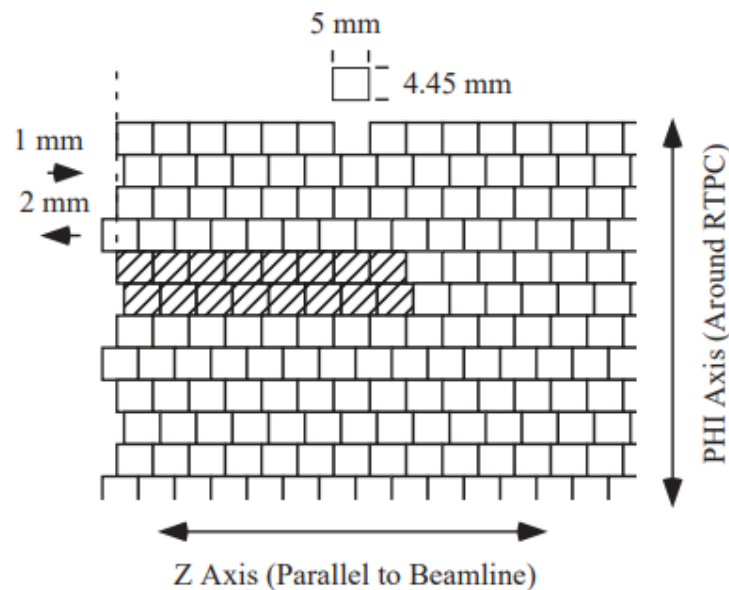 5 mm
4.45 mm
1 mm
2 mm
PHI Axis (Around RTPC)
Z Axis (Parallel to Beamline)